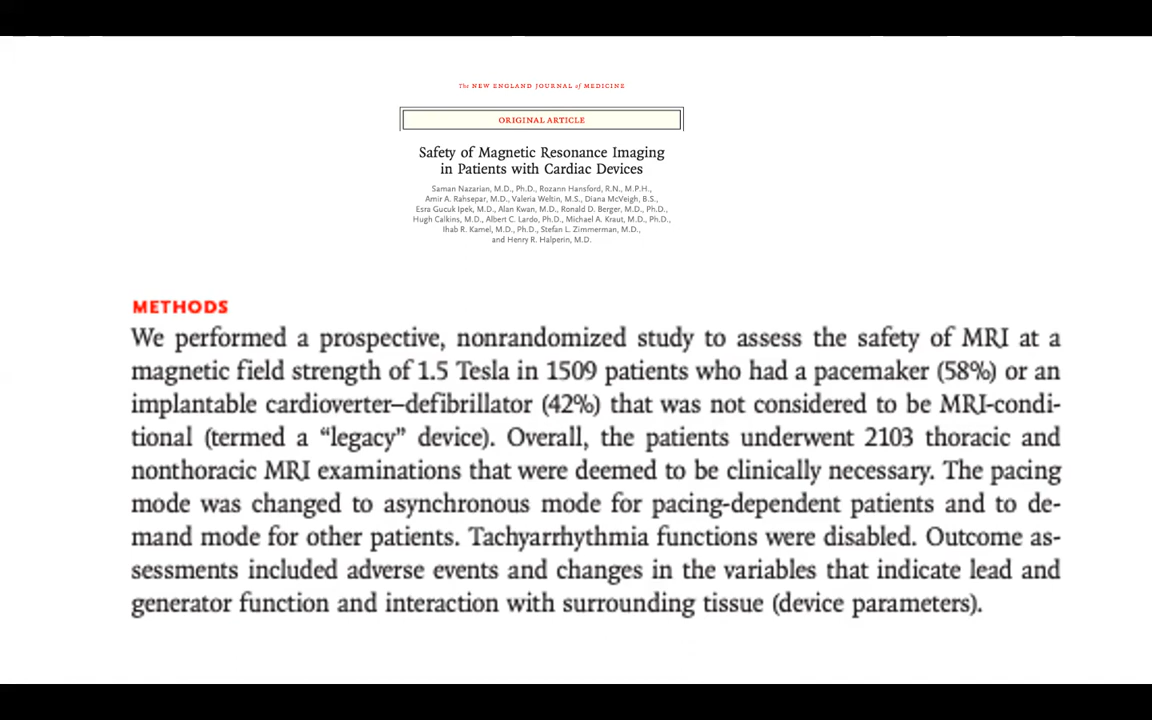 The NEW ENGLAND JOURNAL of MEDICINE
ORIGINAL ARTICLE
Safety of Magnetic Resonance Imaging
in Patients with Cardiac Devices
Saman Nazarian, M.D., Ph.D., Rozann Hansford, R.N., M.P.H.,
Amir A. Rahsepar, M.D., Valeria Weltin, M.S., Diana McVeigh, B.S.,
Esra Gucuk Ipek, M.D., Alan Kwan, M.D., Ronald D. Berger, M.D., Ph.D.,
Hugh Calkins, M.D., Albert C. Lardo, Ph.D., Michael A. Kraut, M.D., Ph.D.,
Ihab R. Kamel, M.D., Ph.D., Stefan L. Zimmerman, M.D.,
and Henry R. Halperin, M.D.
METHODS
We performed a prospective, nonrandomized study to assess the safety of MRI at a
magnetic field strength of 1.5 Tesla in 1509 patients who had a pacemaker (58%) or an
implantable cardioverter–defibrillator (42%) that was not considered to be MRI-condi-
tional (termed a “legacy” device). Overall, the patients underwent 2103 thoracic and
nonthoracic MRI examinations that were deemed to be clinically necessary. The pacing
mode was changed to asynchronous mode for pacing-dependent patients and to de-
mand mode for other patients. Tachyarrhythmia functions were disabled. Outcome as-
sessments included adverse events and changes in the variables that indicate lead and
generator function and interaction with surrounding tissue (device parameters).